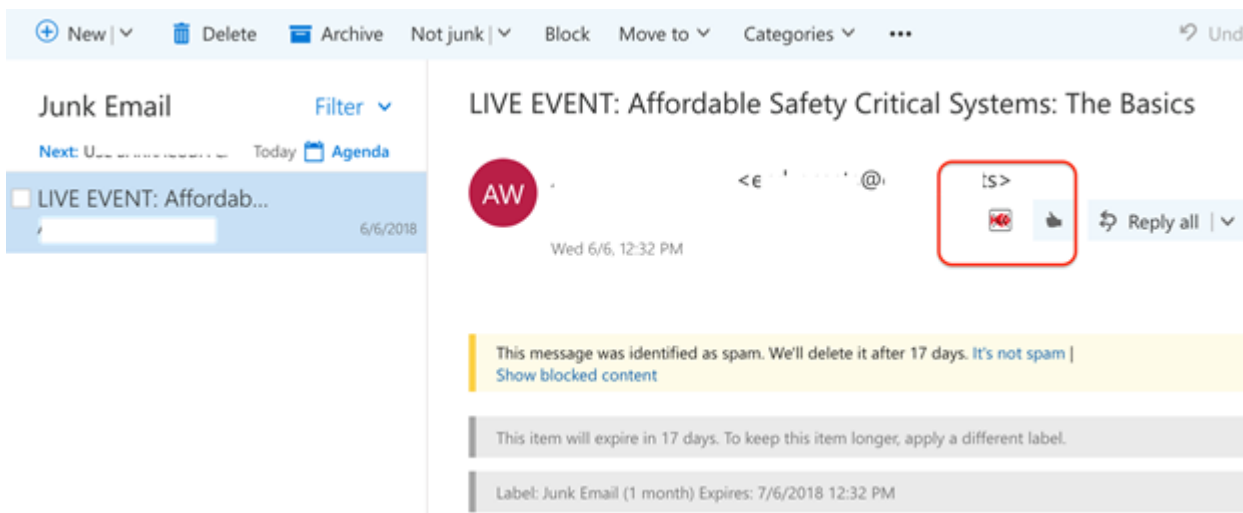 New | Delete Archive Not junk | Block Move to Categories ... Und
Junk Email Filter
Next: Today Agenda
LIVE EVENT: Affordab...
6/6/2018
LIVE EVENT: Affordable Safety Critical Systems: The Basics
AW
<e @ ts>
Reply all |
Wed 6/6, 12:32 PM
This message was identified as spam. We'll delete it after 17 days. It's not spam |
Show blocked content
This item will expire in 17 days. To keep this item longer, apply a different label.
Label: Junk Email (1 month) Expires: 7/6/2018 12:32 PM